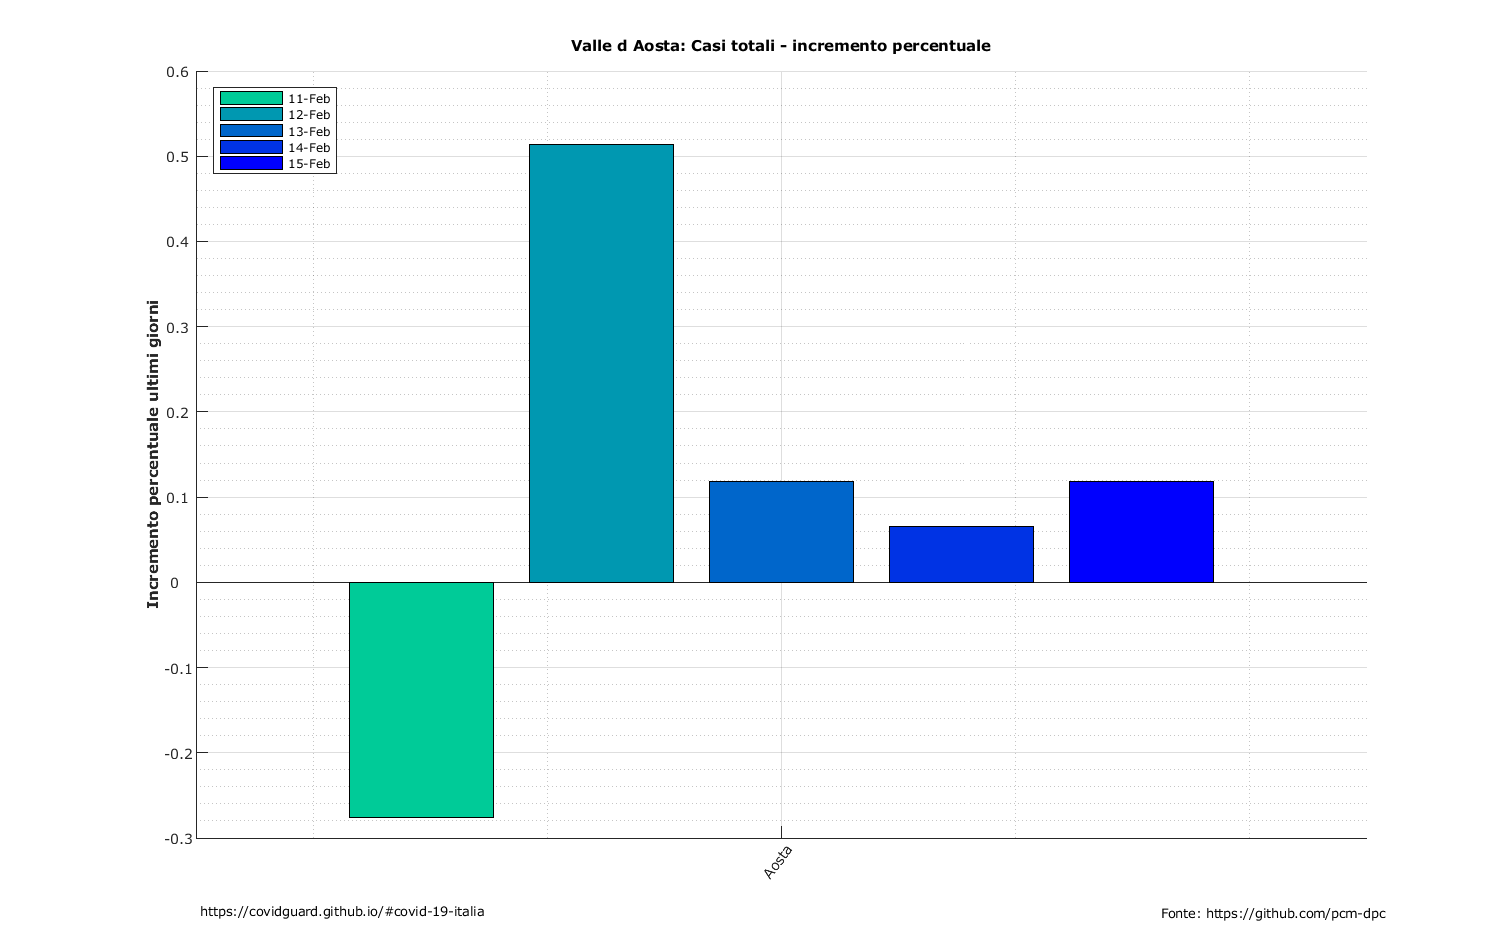 Valle d Aosta: Casi totali - incremento percentuale
0.6
0.5
0.4
0.3
0.2
0.1
0
-0.1
-0.2
-0.3
Incremento percentuale ultimi giorni
11-Feb
12-Feb
13-Feb
14-Feb
15-Feb
Aosta
https://covidguard.github.io/#covid-19-italia
Fonte: https://github.com/pcm-dpc